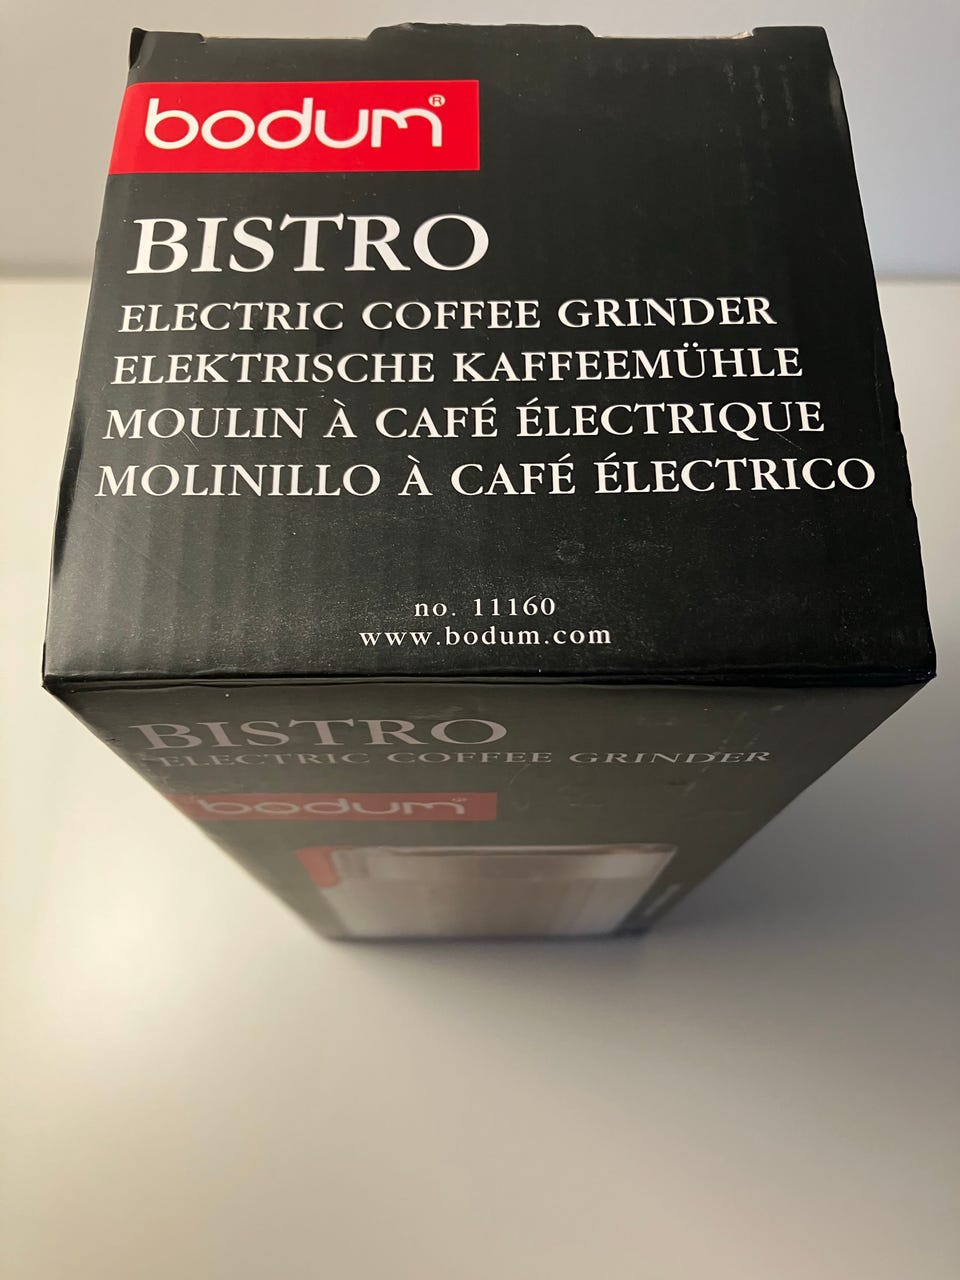 bodum®
BISTRO
ELECTRIC COFFEE GRINDER
ELEKTRISCHE KAFFEEMÜHLE
MOULIN À CAFÉ ÉLECTRIQUE
MOLINILLO À CAFÉ ÉLECTRICO
no. 11160
www.bodum.com
BISTRO
ELECTRIC COFFEE GRINDER
bodum®